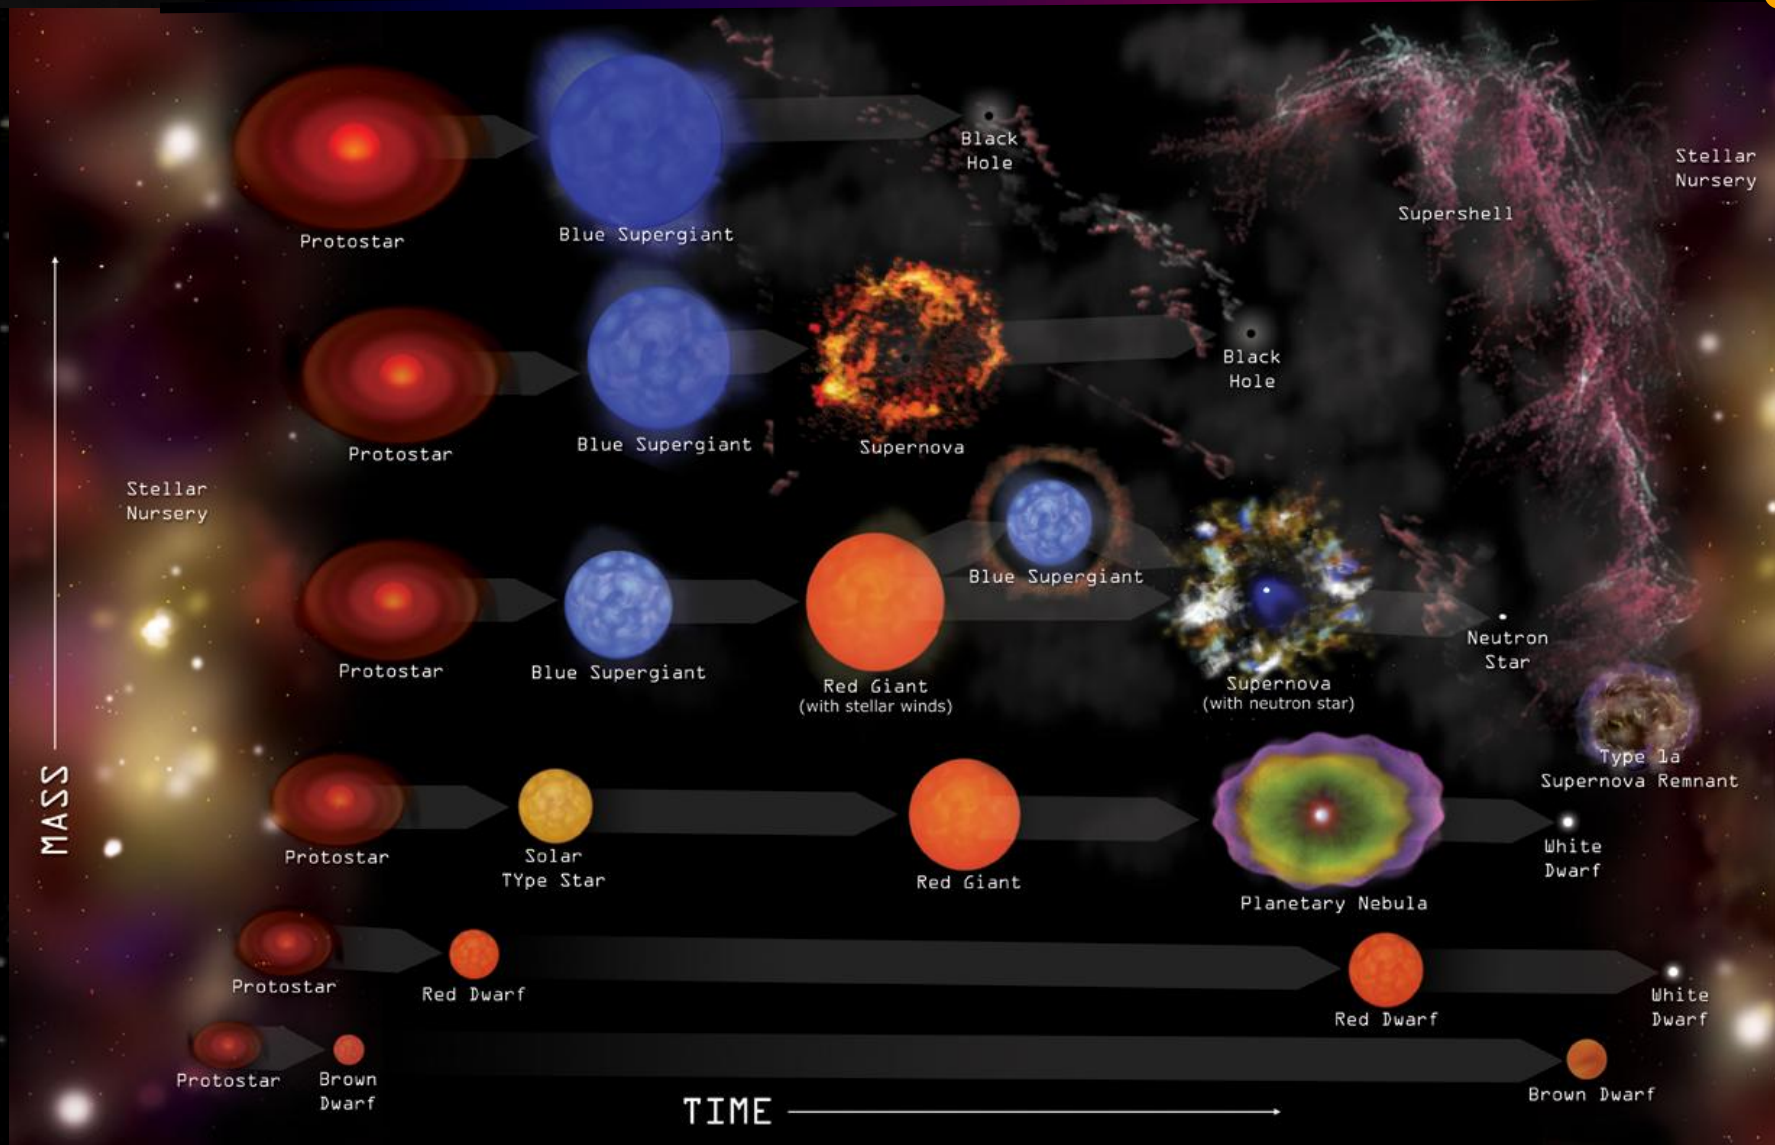 Protostar
Blue Supergiant
Black
Hole
Supershell
Stellar
Nursery
Protostar
Blue Supergiant
Supernova
Black
Hole
Stellar
Nursery
Protostar
Blue Supergiant
Red Giant
(with stellar winds)
Blue Supergiant
Supernova
(with neutron star)
Neutron
Star
Type 1a
Supernova Remnant
MASS
Protostar
Solar
TYpe Star
Red Giant
Planetary Nebula
White
Dwarf
Protostar
Red Dwarf
Red Dwarf
White
Dwarf
Protostar
Brown
Dwarf
Brown Dwarf
TIME